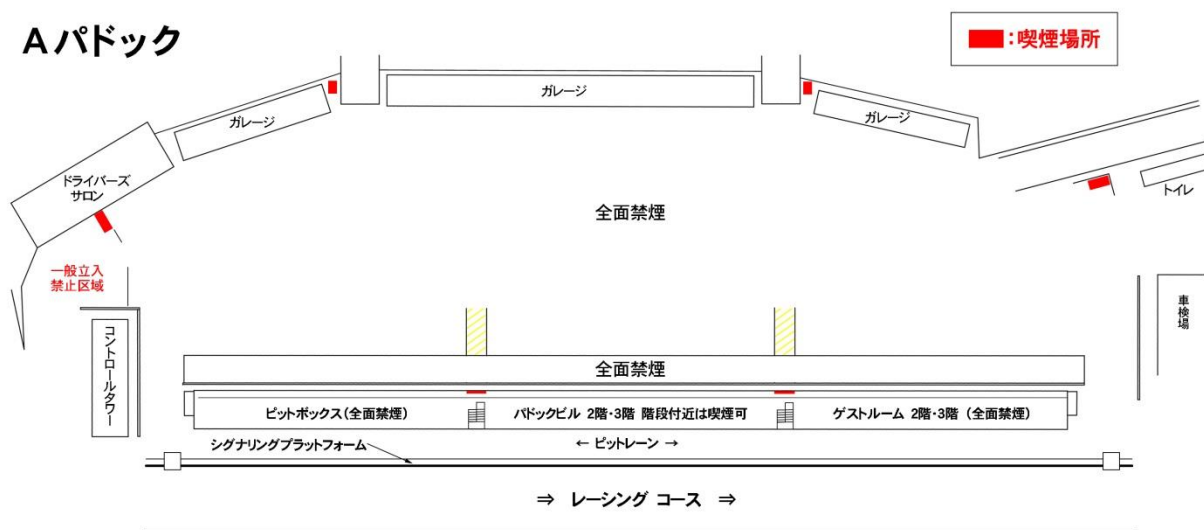 Aパドック
:喫煙場所
ガレージ
ガレージ
ガレージ
ドライバーズ
サロン
トイレ
全面禁煙
一般立入
禁止区域
車検場
コントロールタワー
全面禁煙
ピットボックス(全面禁煙)
パドックビル 2階・3階 階段付近は喫煙可
ゲストルーム 2階・3階 (全面禁煙)
シグナリングプラットフォーム
← ピットレーン →
⇒ レーシング コース ⇒